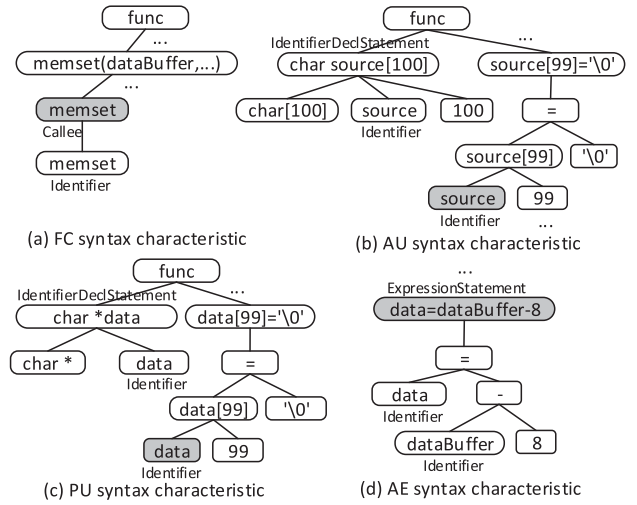 func
...
memset(dataBuffer,...)
...
memset
Callee
memset
Identifier
(a) FC syntax characteristic
func
IdentifierDeclStatement
...
char source[100]
source[99]='\0'
char[100]
source
100
=
Identifier
source[99]
'\0'
source
99
Identifier
...
(b) AU syntax characteristic
func
IdentifierDeclStatement
...
char *data
data[99]='\0'
char *
data
=
Identifier
data[99]
'\0'
data
99
Identifier
(c) PU syntax characteristic
...
ExpressionStatement
data=dataBuffer-8
=
data
-
Identifier
dataBuffer
8
Identifier
(d) AE syntax characteristic